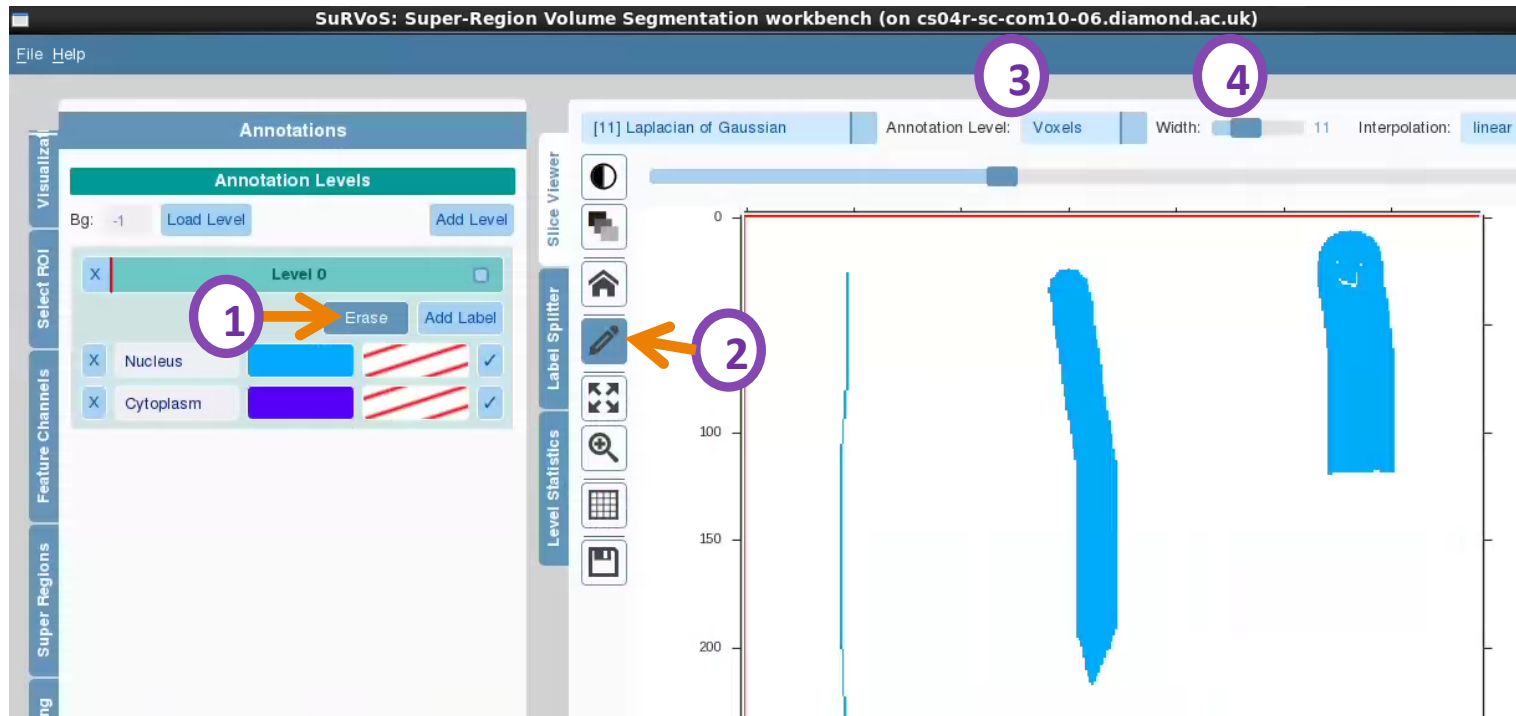 SuRVoS: Super-Region Volume Segmentation workbench (on cs04r-sc-com10-06.diamond.ac.uk)
File Help
3
4
Annotations
[11] Laplacian of Gaussian
Annotation Level: Voxels
Width: 11
Interpolation: linear
Annotation Levels
Bg: -1 Load Level Add Level
X Level 0
1
Erase Add Label
2
X Nucleus
X Cytoplasm
Select ROI
Feature Channels
Super Regions
Slice Viewer
Label Splitter
Level Statistics
0
100
150
200